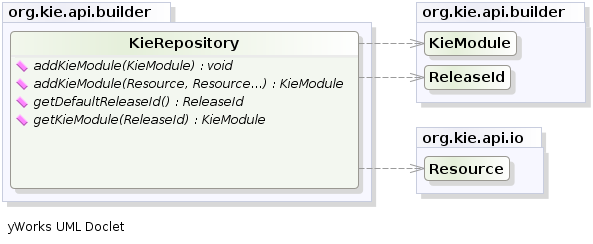 org.kie.api.builder
KieRepository
addKieModule(KieModule) : void
addKieModule(Resource, Resource...) : KieModule
getDefaultReleaseId() : ReleaseId
getKieModule(ReleaseId) : KieModule
org.kie.api.builder
KieModule
ReleaseId
org.kie.api.io
Resource
yWorks UML Doclet